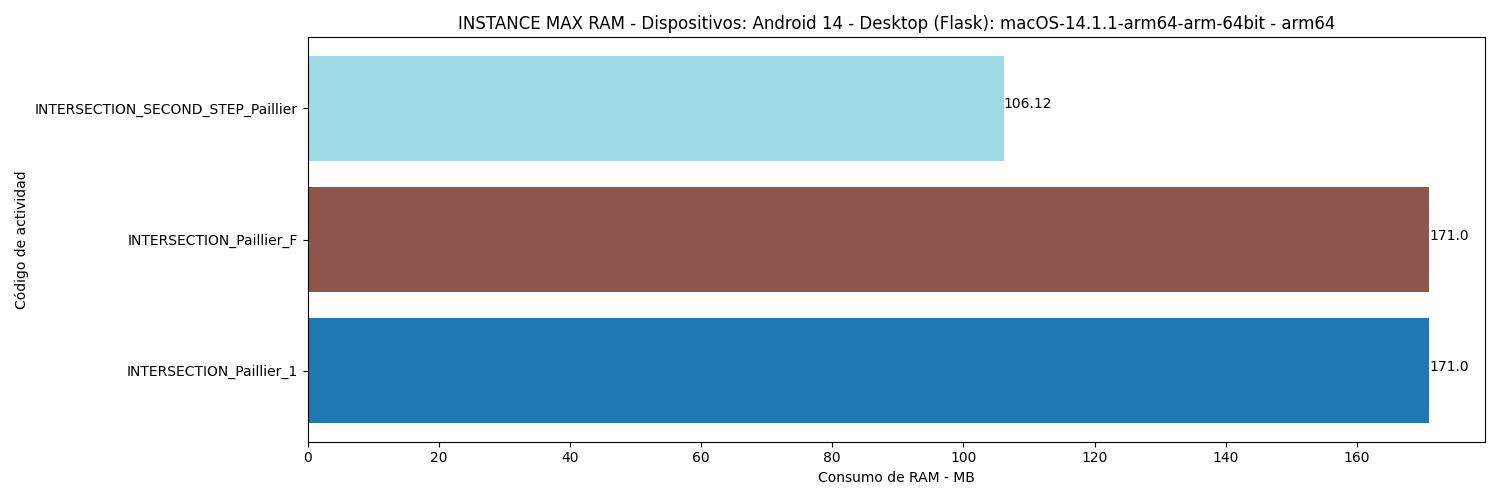 INSTANCE MAX RAM - Dispositivos: Android 14 - Desktop (Flask): macOS-14.1.1-arm64-arm-64bit - arm64
Código de actividad
INTERSECTION_SECOND_STEP_Paillier
106.12
INTERSECTION_Paillier_F
171.0
INTERSECTION_Paillier_1
171.0
0 20 40 60 80 100 120 140 160
Consumo de RAM - MB